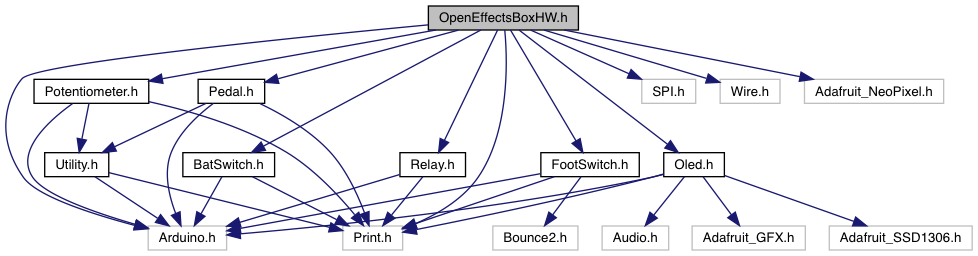 OpenEffectsBoxHW.h
Potentiometer.h
Pedal.h
SPI.h
Wire.h
Adafruit_NeoPixel.h
Utility.h
BatSwitch.h
Relay.h
FootSwitch.h
Oled.h
Arduino.h
Print.h
Bounce2.h
Audio.h
Adafruit_GFX.h
Adafruit_SSD1306.h